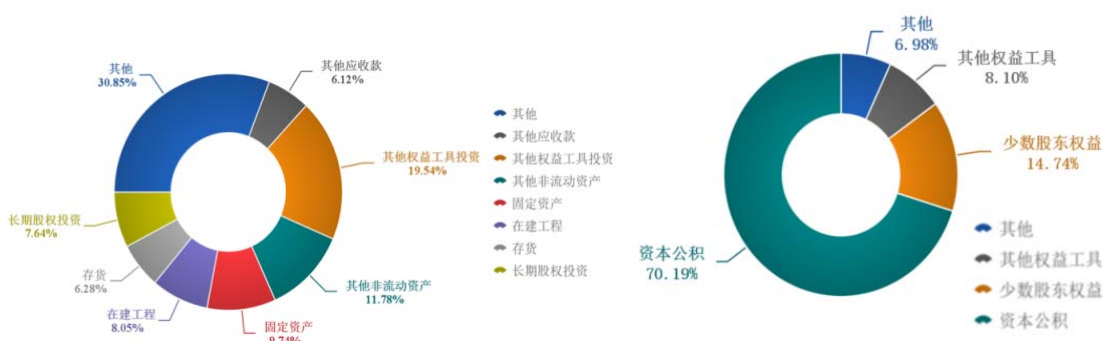 其他
30.85%
其他应收款
6.12%
其他权益工具投资
19.54%
其他非流动资产
11.78%
固定资产
9.74%
在建工程
8.05%
存货
6.28%
长期股权投资
7.64%
其他
其他应收款
其他权益工具投资
其他非流动资产
固定资产
在建工程
存货
长期股权投资
其他
6.98%
其他权益工具
8.10%
少数股东权益
14.74%
资本公积
70.19%
其他
其他权益工具
少数股东权益
资本公积